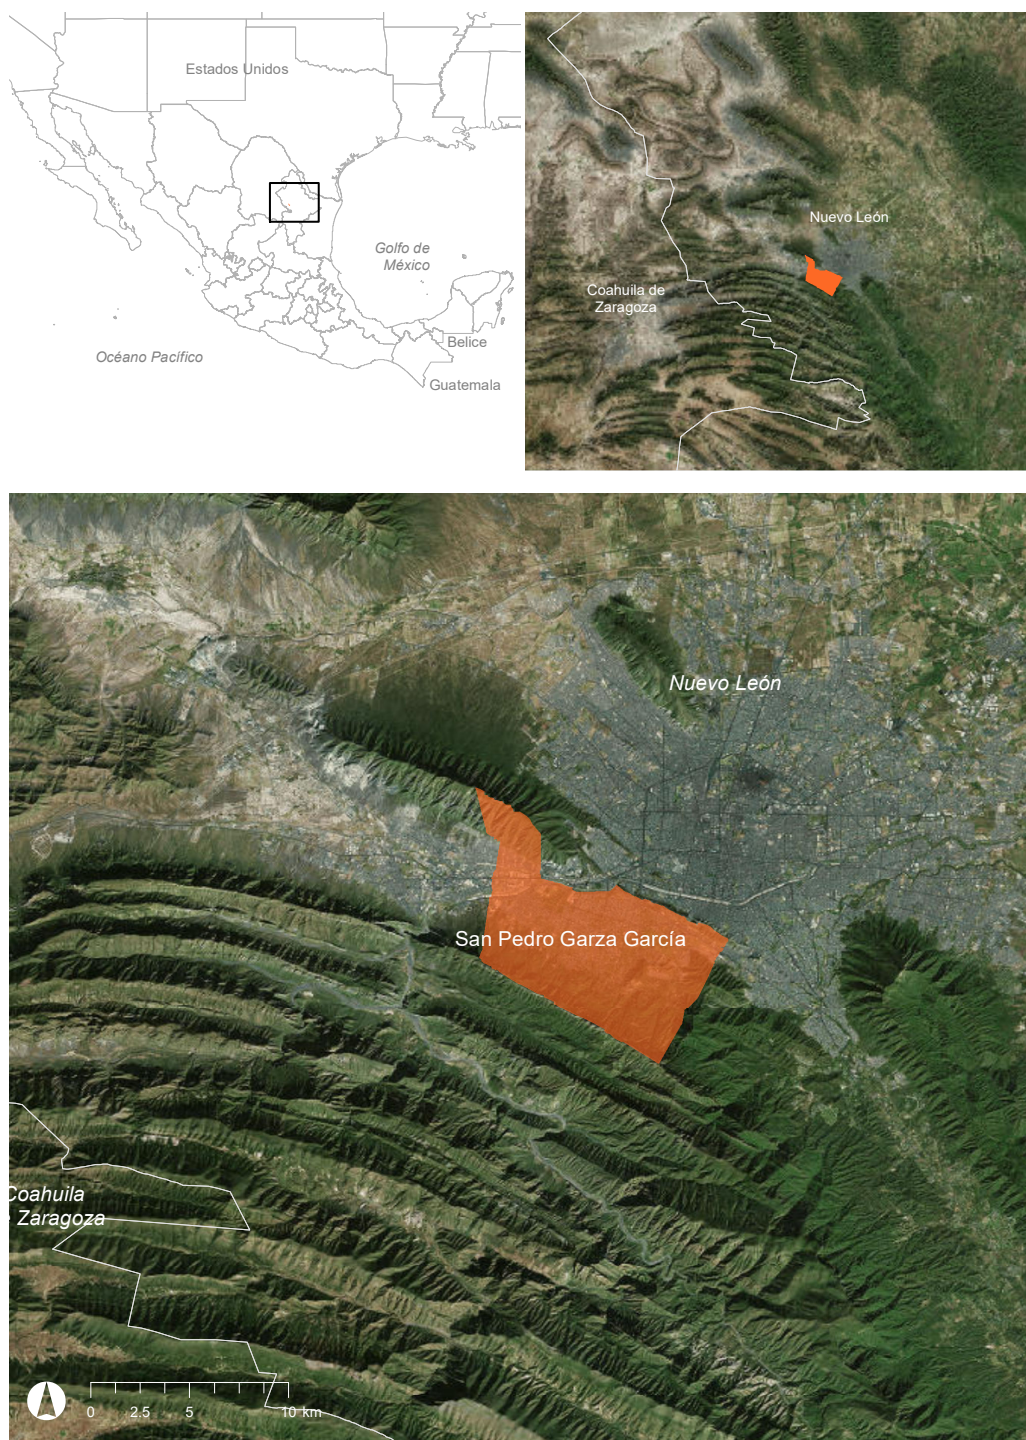 Estados Unidos
Golfo de
México
Belice
Océano Pacífico
Guatemala
Nuevo León
Coahuila de
Zaragoza
Nuevo León
San Pedro Garza García
Coahuila
Zaragoza
0 2.5 5 10 km